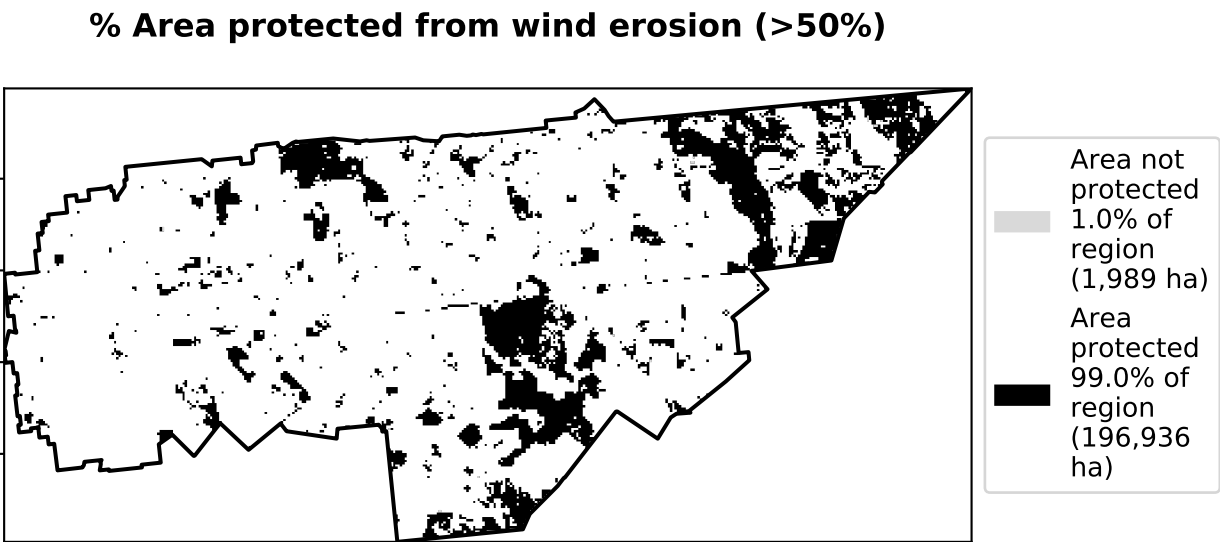 % Area protected from wind erosion (>50%)
Area not
protected
1.0% of
region
(1,989 ha)
Area
protected
99.0% of
region
(196,936
ha)